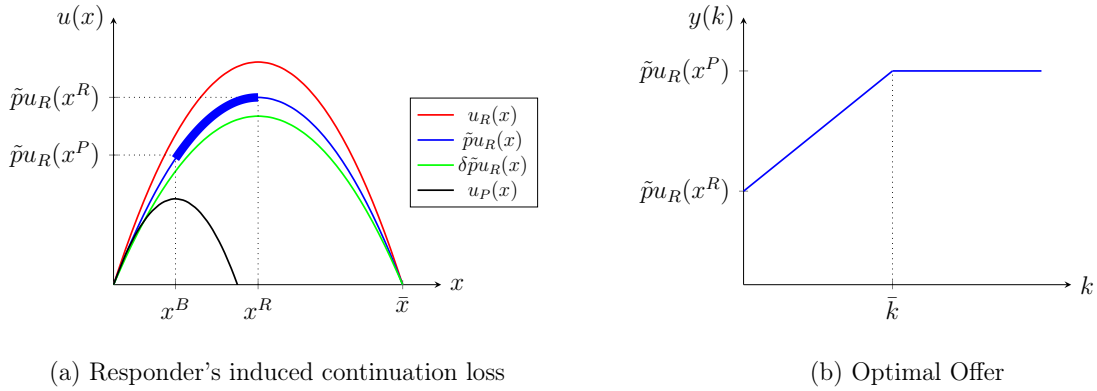 u(x)
p̃u_R(x^R)
p̃u_R(x^P)
x^B
x^R
x̄
x
u_R(x)
p̃u_R(x)
δp̃u_R(x)
u_P(x)
(a) Responder's induced continuation loss
y(k)
p̃u_R(x^P)
p̃u_R(x^R)
k̄
k
(b) Optimal Offer